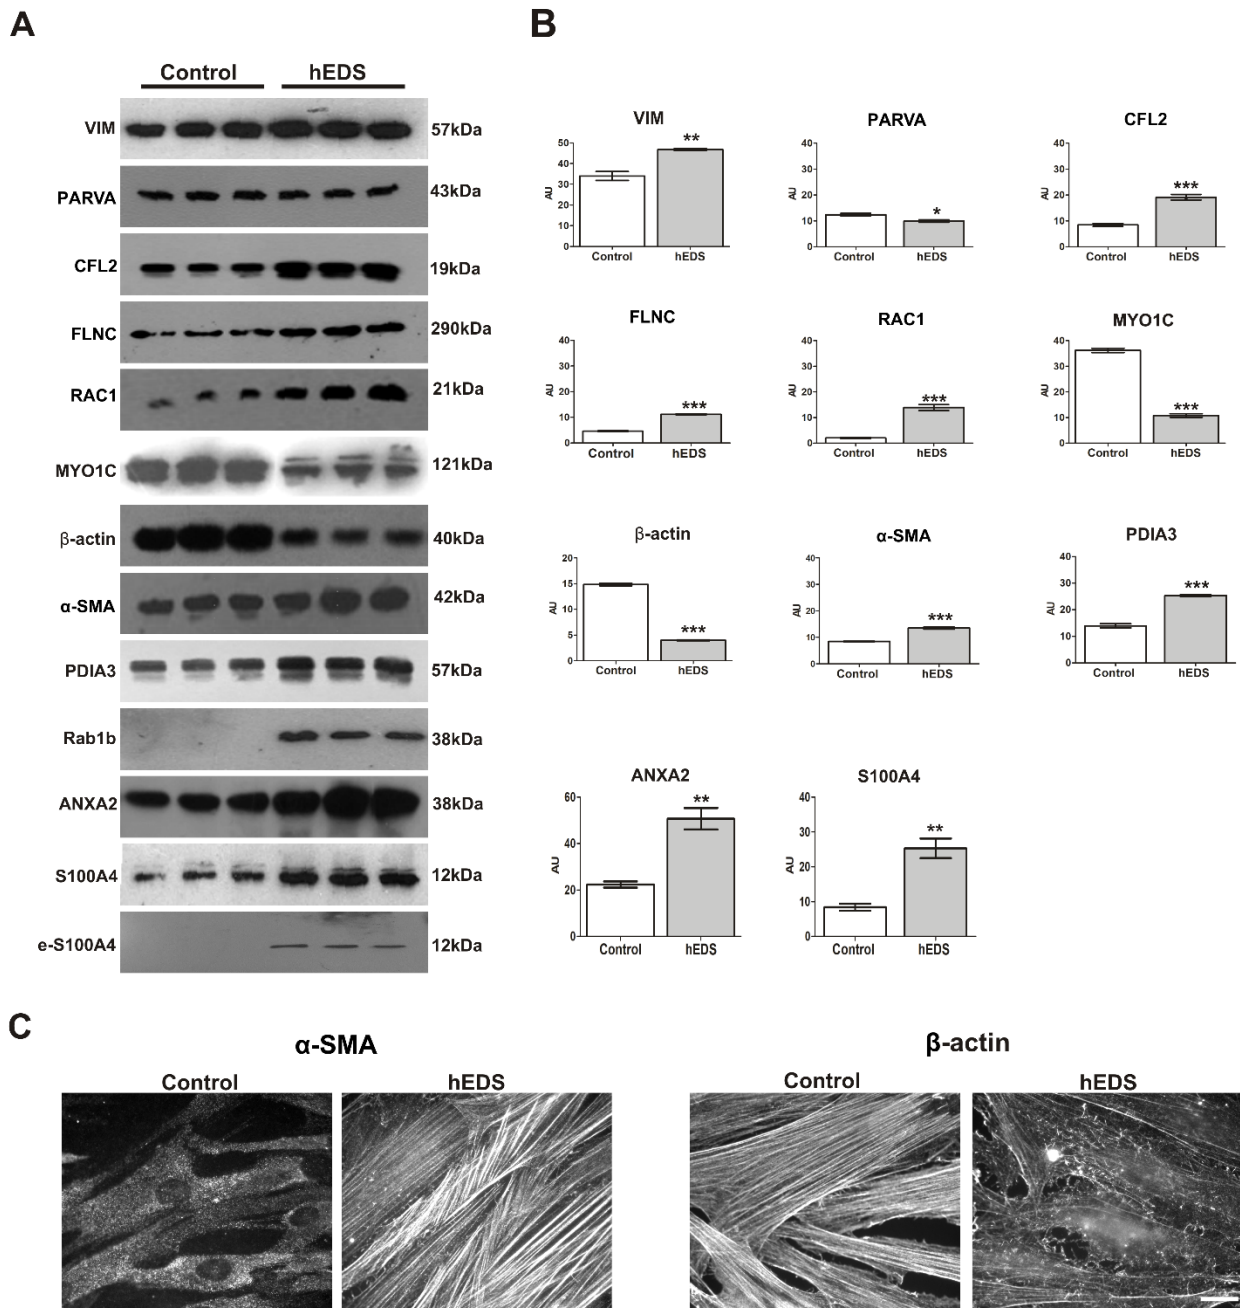 A
Control hEDS
VIM 57kDa
PARVA 43kDa
CFL2 19kDa
FLNC 290kDa
RAC1 21kDa
MYO1C 121kDa
β-actin 40kDa
α-SMA 42kDa
PDIA3 57kDa
Rab1b 38kDa
ANXA2 38kDa
S100A4 12kDa
e-S100A4 12kDa
B
VIM
**
50
40
30
20
10
0
AU
Control hEDS
PARVA
*
40
30
20
10
0
AU
Control hEDS
CFL2
***
40
30
20
10
0
AU
Control hEDS
FLNC
***
40
30
20
10
0
AU
Control hEDS
RAC1
***
40
30
20
10
0
AU
Control hEDS
MYO1C
***
40
30
20
10
0
AU
Control hEDS
β-actin
***
20
15
10
5
0
AU
Control hEDS
α-SMA
***
40
30
20
10
0
AU
Control hEDS
PDIA3
***
40
30
20
10
0
AU
Control hEDS
ANXA2
**
60
40
20
0
AU
Control hEDS
S100A4
**
40
30
20
10
0
AU
Control hEDS
C
α-SMA
Control hEDS
β-actin
Control hEDS